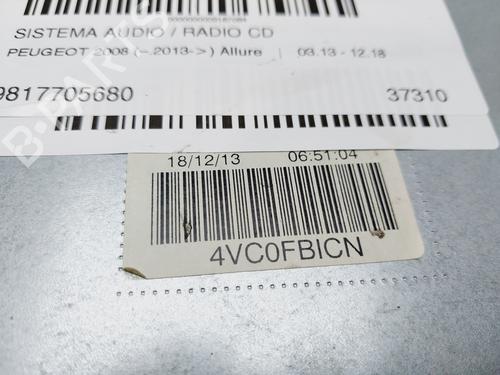 SISTEMA AUDIO / RADIO CD
PEUGEOT 2008 (-.2013->) Allure | 03.13 - 12.18
9817705680 37310
B-PARTS
18/12/13 06:51:04
4VC0FBICN